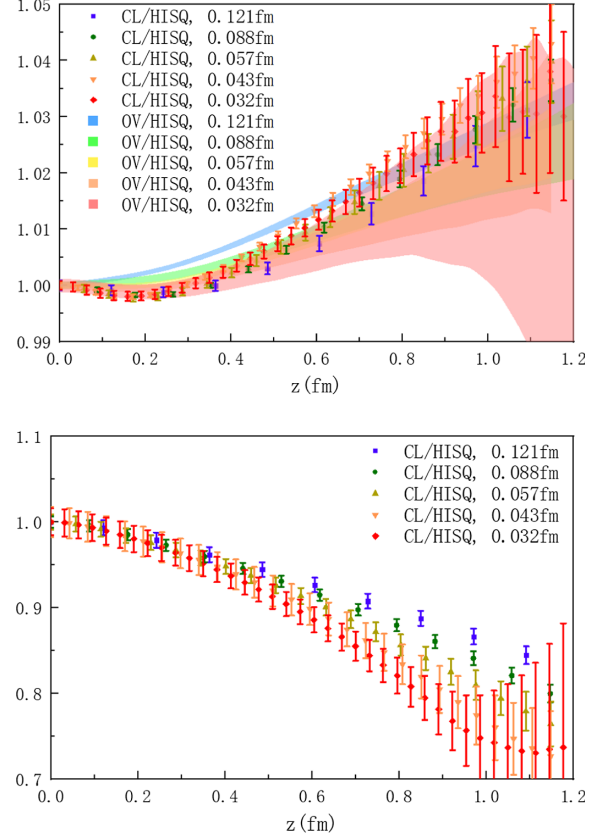 1.05
1.04
1.03
1.02
1.01
1.00
0.99
CL/HISQ, 0.121fm
CL/HISQ, 0.088fm
CL/HISQ, 0.057fm
CL/HISQ, 0.043fm
CL/HISQ, 0.032fm
OV/HISQ, 0.121fm
OV/HISQ, 0.088fm
OV/HISQ, 0.057fm
OV/HISQ, 0.043fm
OV/HISQ, 0.032fm
0.0 0.2 0.4 0.6 0.8 1.0 1.2
z(fm)
1.1
1.0
0.9
0.8
0.7
CL/HISQ, 0.121fm
CL/HISQ, 0.088fm
CL/HISQ, 0.057fm
CL/HISQ, 0.043fm
CL/HISQ, 0.032fm
0.0 0.2 0.4 0.6 0.8 1.0 1.2
z(fm)